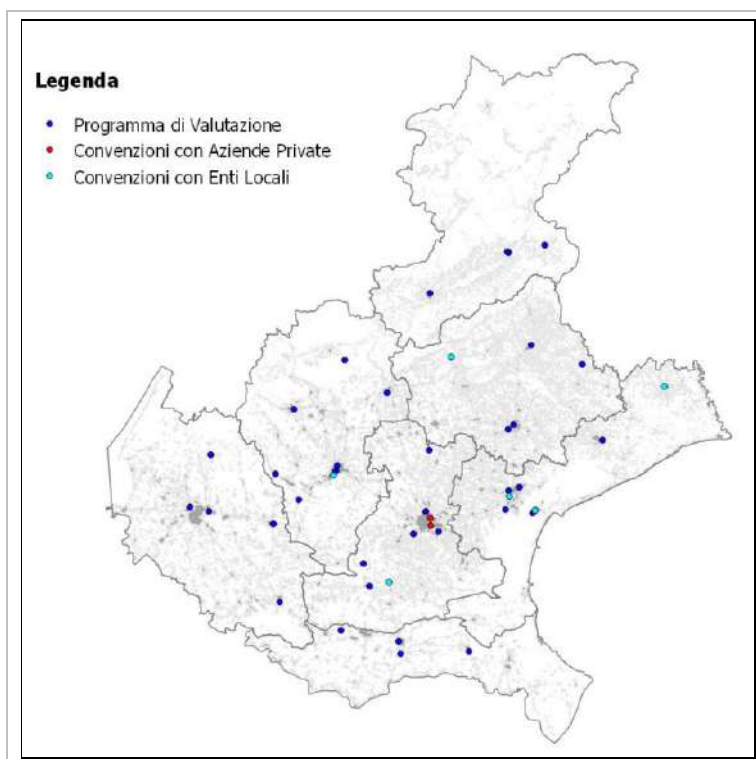 Legenda
Programma di Valutazione
Convenzioni con Aziende Private
Convenzioni con Enti Locali